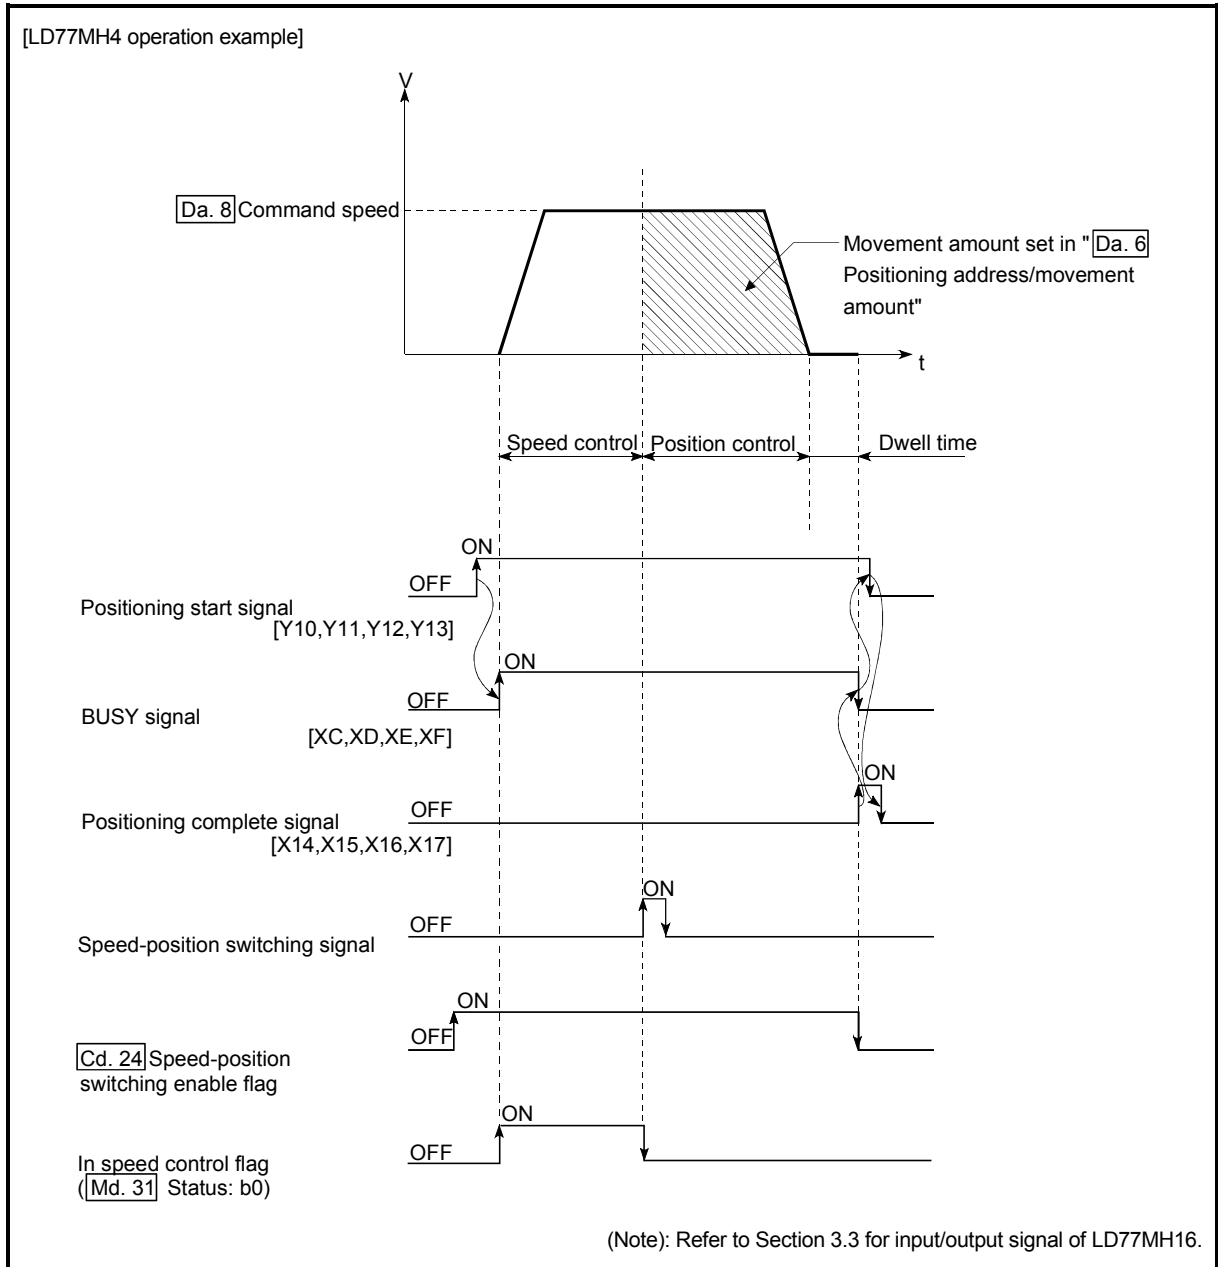 [LD77MH4 operation example]
V
Da. 8 Command speed
Movement amount set in " Da. 6
Positioning address/movement
amount"
t
Speed control
Position control
Dwell time
ON
OFF
Positioning start signal
[Y10,Y11,Y12,Y13]
ON
OFF
BUSY signal
[XC,XD,XE,XF]
ON
OFF
Positioning complete signal
[X14,X15,X16,X17]
ON
OFF
Speed-position switching signal
ON
OFF
Cd. 24 Speed-position
switching enable flag
ON
OFF
In speed control flag
( Md. 31 Status: b0)
(Note): Refer to Section 3.3 for input/output signal of LD77MH16.